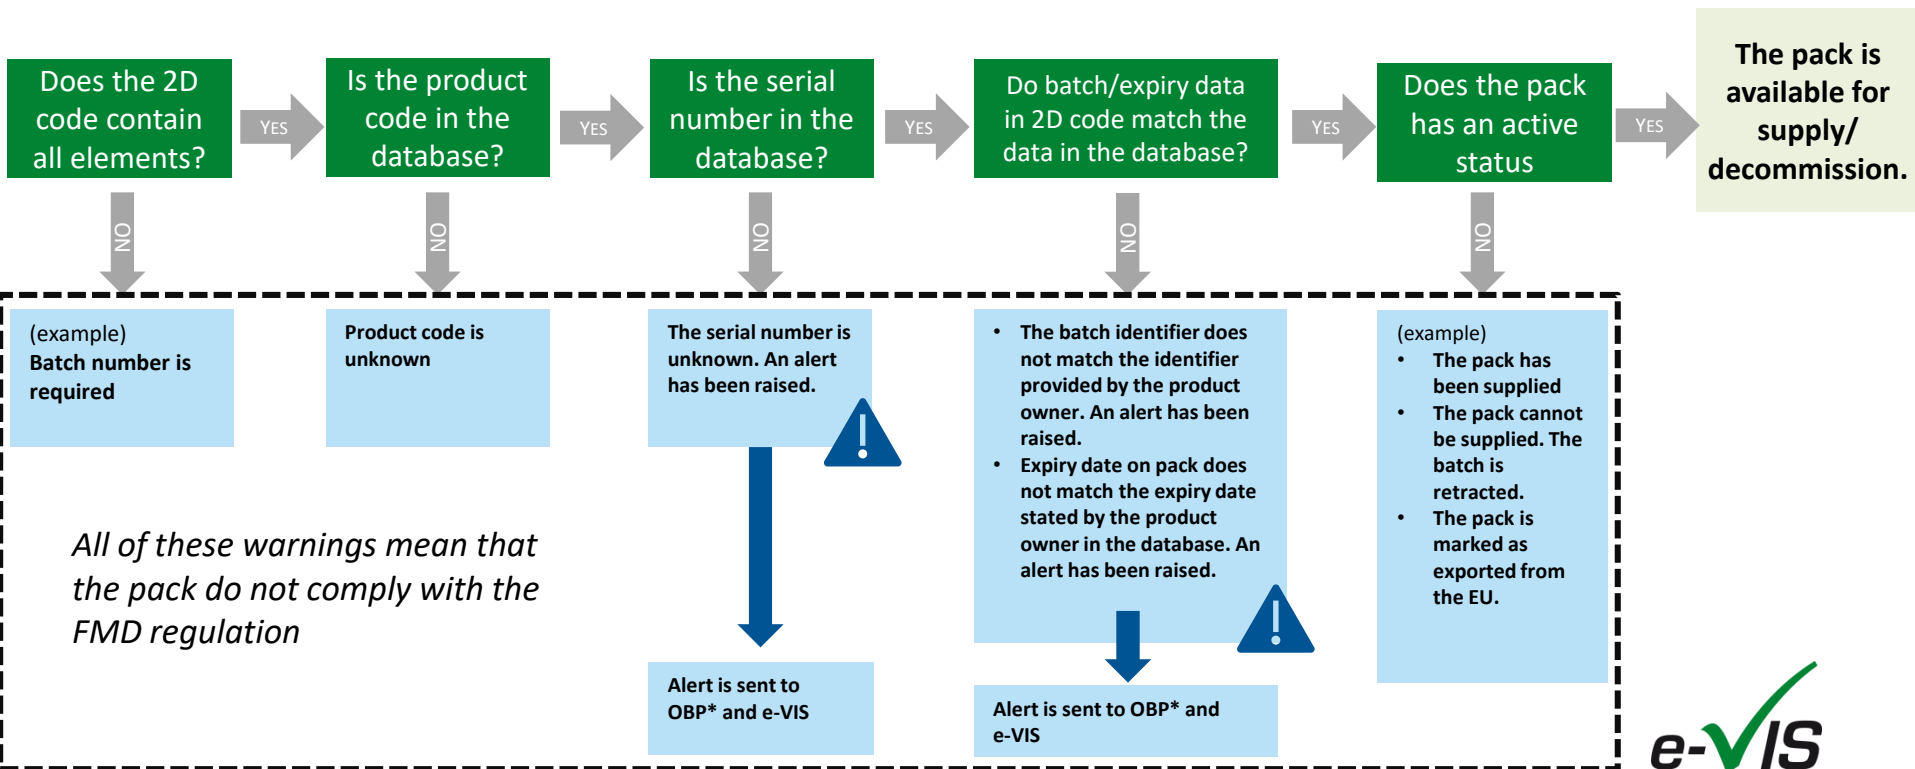 Does the 2D
code contain
all elements?
YES
Is the product
code in the
database?
YES
Is the serial
number in the
database?
YES
Do batch/expiry data
in 2D code match the
data in the database?
YES
Does the pack
has an active
status
YES
The pack is
available for
supply/
decommission.
NO
NO
NO
NO
NO
(example)
Batch number is
required
Product code is
unknown
The serial number is
unknown. An alert
has been raised.
• The batch identifier does
not match the identifier
provided by the product
owner. An alert has been
raised.
• Expiry date on pack does
not match the expiry date
stated by the product
owner in the database. An
alert has been raised.
(example)
• The pack has
been supplied
• The pack cannot
be supplied. The
batch is
retracted.
• The pack is
marked as
exported from
the EU.
All of these warnings mean that
the pack do not comply with the
FMD regulation
Alert is sent to
OBP* and e-VIS
Alert is sent to OBP* and
e-VIS
e-VIS